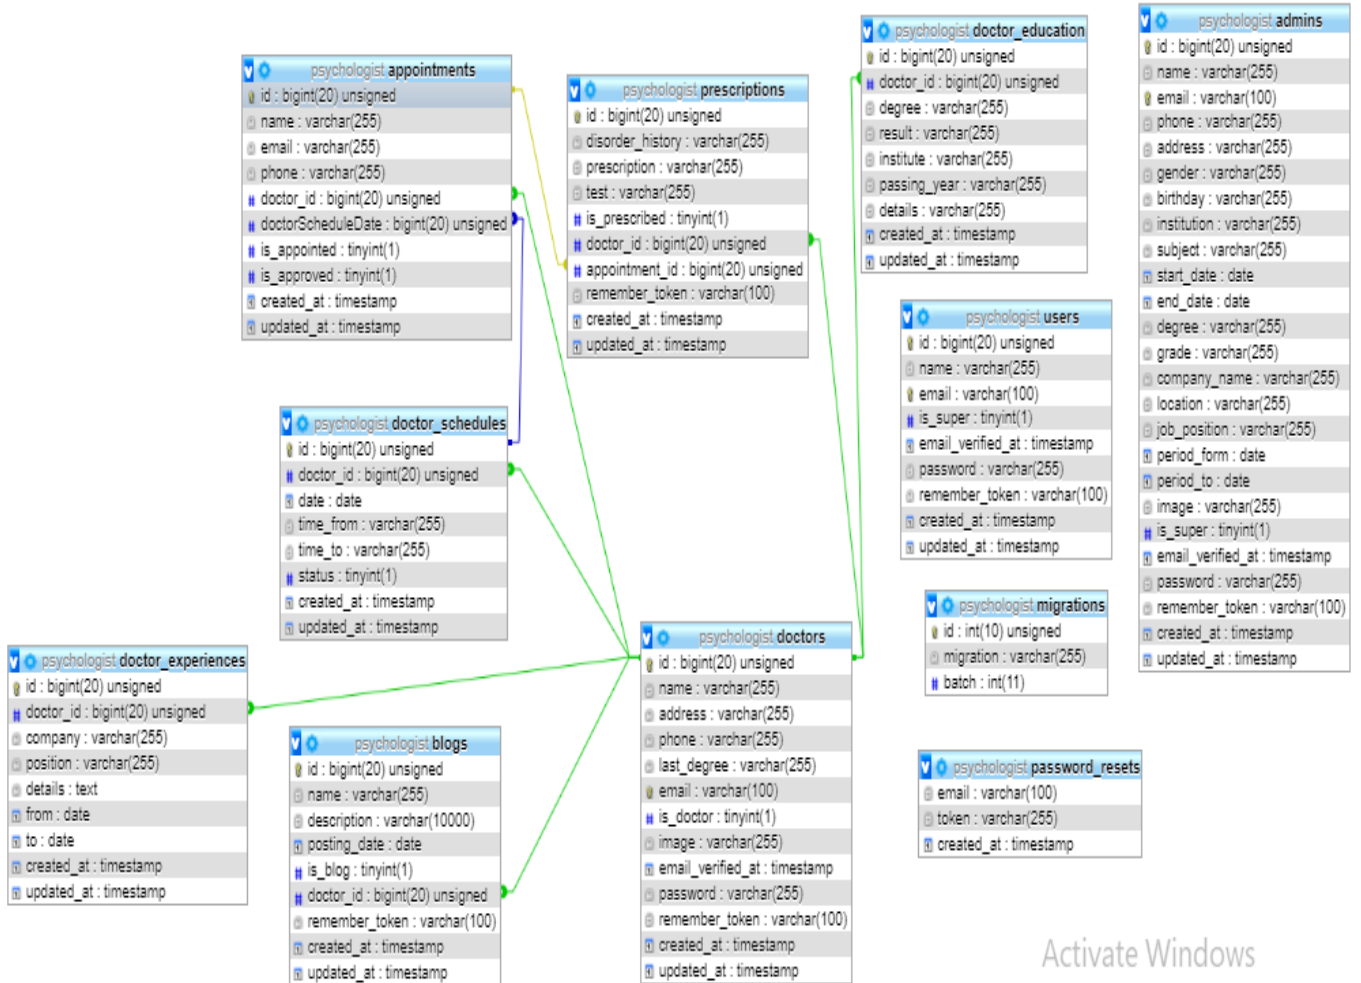 psychologist appointments
id : bigint(20) unsigned
name : varchar(255)
email : varchar(255)
phone : varchar(255)
doctor_id : bigint(20) unsigned
doctorScheduleDate : bigint(20) unsigned
is_appointed : tinyint(1)
is_approved : tinyint(1)
created_at : timestamp
updated_at : timestamp
psychologist prescriptions
id : bigint(20) unsigned
disorder_history : varchar(255)
prescription : varchar(255)
test : varchar(255)
is_prescribed : tinyint(1)
doctor_id : bigint(20) unsigned
appointment_id : bigint(20) unsigned
remember_token : varchar(100)
created_at : timestamp
updated_at : timestamp
psychologist doctor_education
id : bigint(20) unsigned
doctor_id : bigint(20) unsigned
degree : varchar(255)
result : varchar(255)
institute : varchar(255)
passing_year : varchar(255)
details : varchar(255)
created_at : timestamp
updated_at : timestamp
psychologist admins
id : bigint(20) unsigned
name : varchar(255)
email : varchar(100)
phone : varchar(255)
address : varchar(255)
gender : varchar(255)
birthday : varchar(255)
institution : varchar(255)
subject : varchar(255)
start_date : date
end_date : date
degree : varchar(255)
grade : varchar(255)
company_name : varchar(255)
location : varchar(255)
job_position : varchar(255)
period_form : date
period_to : date
image : varchar(255)
is_super : tinyint(1)
email_verified_at : timestamp
password : varchar(255)
remember_token : varchar(100)
created_at : timestamp
updated_at : timestamp
psychologist users
id : bigint(20) unsigned
name : varchar(255)
email : varchar(100)
is_super : tinyint(1)
email_verified_at : timestamp
password : varchar(255)
remember_token : varchar(100)
created_at : timestamp
updated_at : timestamp
psychologist doctor_schedules
id : bigint(20) unsigned
doctor_id : bigint(20) unsigned
date : date
time_from : varchar(255)
time_to : varchar(255)
status : tinyint(1)
created_at : timestamp
updated_at : timestamp
psychologist migrations
id : int(10) unsigned
migration : varchar(255)
batch : int(11)
psychologist doctor_experiences
id : bigint(20) unsigned
doctor_id : bigint(20) unsigned
company : varchar(255)
position : varchar(255)
details : text
from : date
to : date
created_at : timestamp
updated_at : timestamp
psychologist blogs
id : bigint(20) unsigned
name : varchar(255)
description : varchar(10000)
posting_date : date
is_blog : tinyint(1)
doctor_id : bigint(20) unsigned
remember_token : varchar(100)
created_at : timestamp
updated_at : timestamp
psychologist doctors
id : bigint(20) unsigned
name : varchar(255)
address : varchar(255)
phone : varchar(255)
last_degree : varchar(255)
email : varchar(100)
is_doctor : tinyint(1)
image : varchar(255)
email_verified_at : timestamp
password : varchar(255)
remember_token : varchar(100)
created_at : timestamp
updated_at : timestamp
psychologist password_resets
email : varchar(100)
token : varchar(255)
created_at : timestamp
Activate Windows